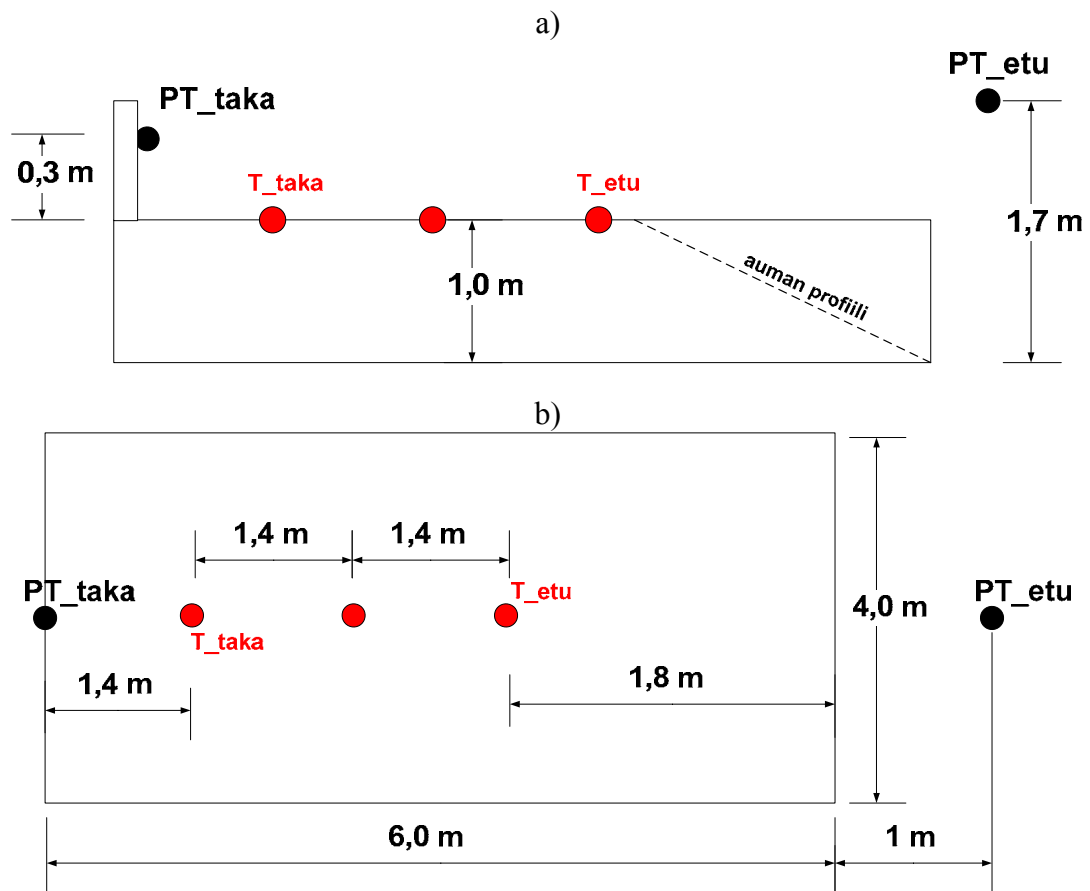 a)
PT_etu
PT_taka
0,3 m
T_taka
T_etu
1,7 m
1,0 m
auman profiili
b)
1,4 m
1,4 m
PT_taka
T_etu
4,0 m
PT_etu
T_taka
1,4 m
1,8 m
6,0 m
1 m